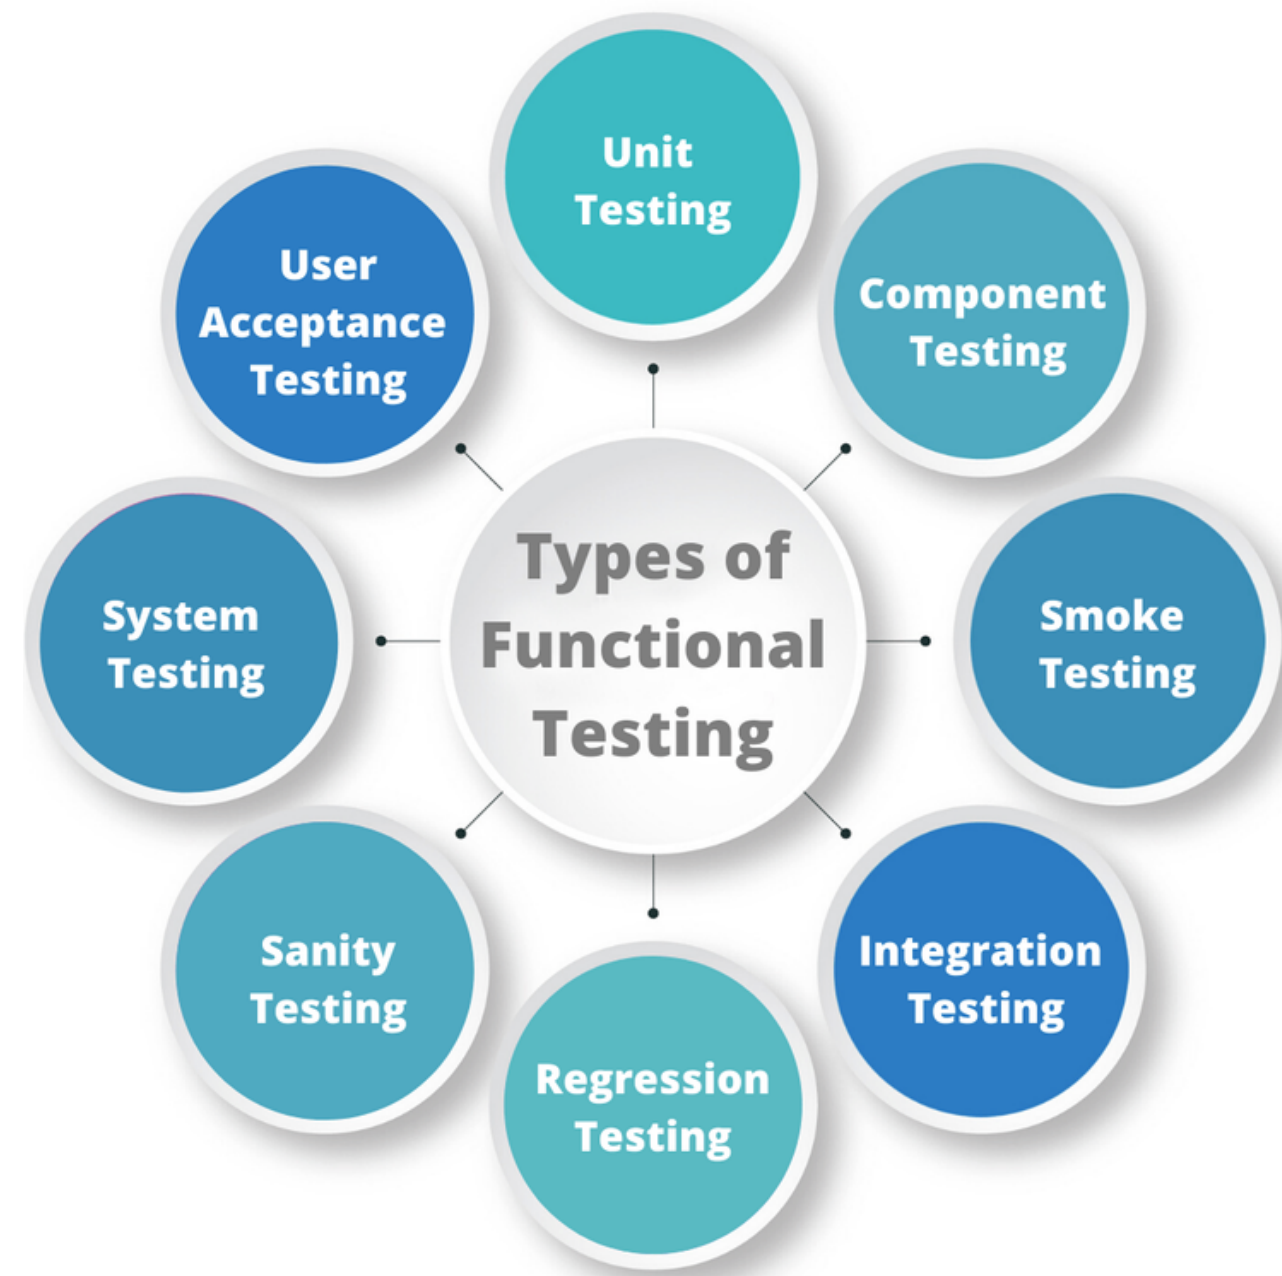 Unit
Testing
Component
Testing
Smoke
Testing
Integration
Testing
Regression
Testing
Sanity
Testing
System
Testing
User
Acceptance
Testing
Types of
Functional
Testing